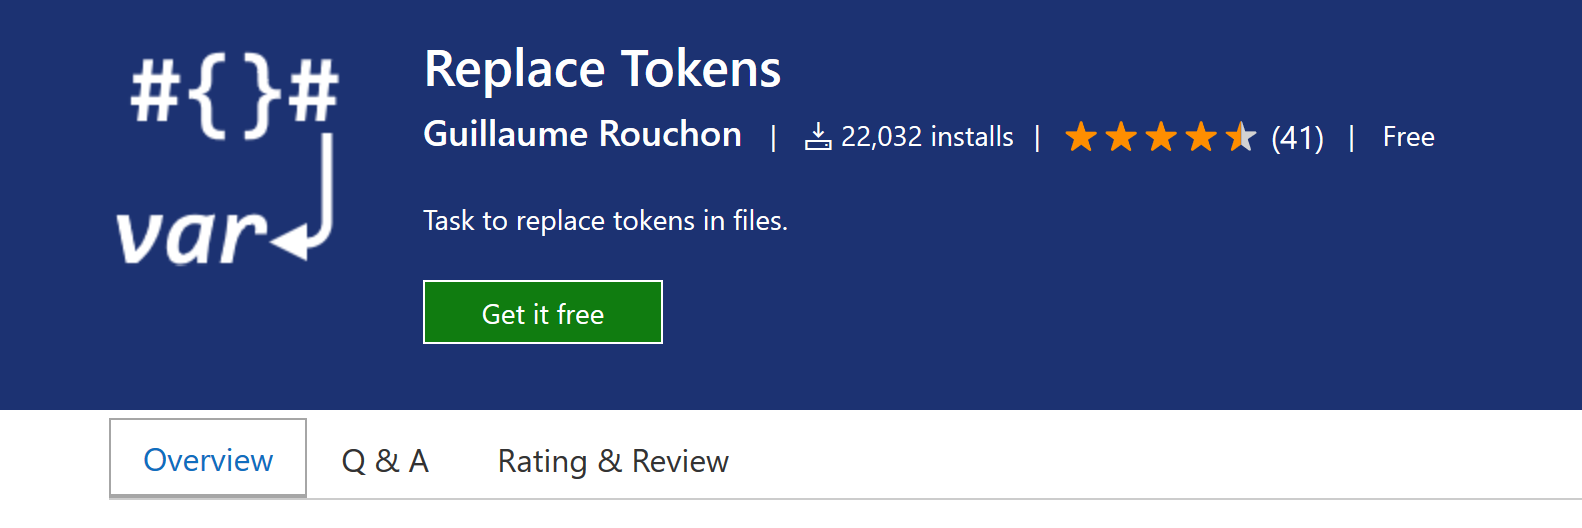 #{}#
var
Replace Tokens
Guillaume Rouchon | 22,032 installs | (41) | Free
Task to replace tokens in files.
Get it free
Overview Q & A Rating & Review